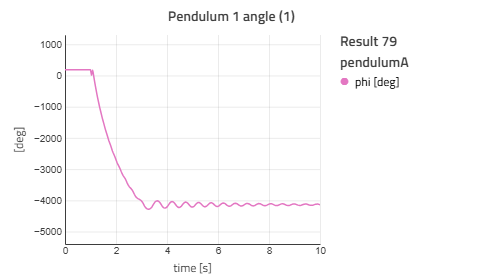 Pendulum 1 angle (1)
Result 79
pendulumA
phi [deg]
1000
0
−1000
−2000
−3000
−4000
−5000
[deg]
0 2 4 6 8 10
time [s]